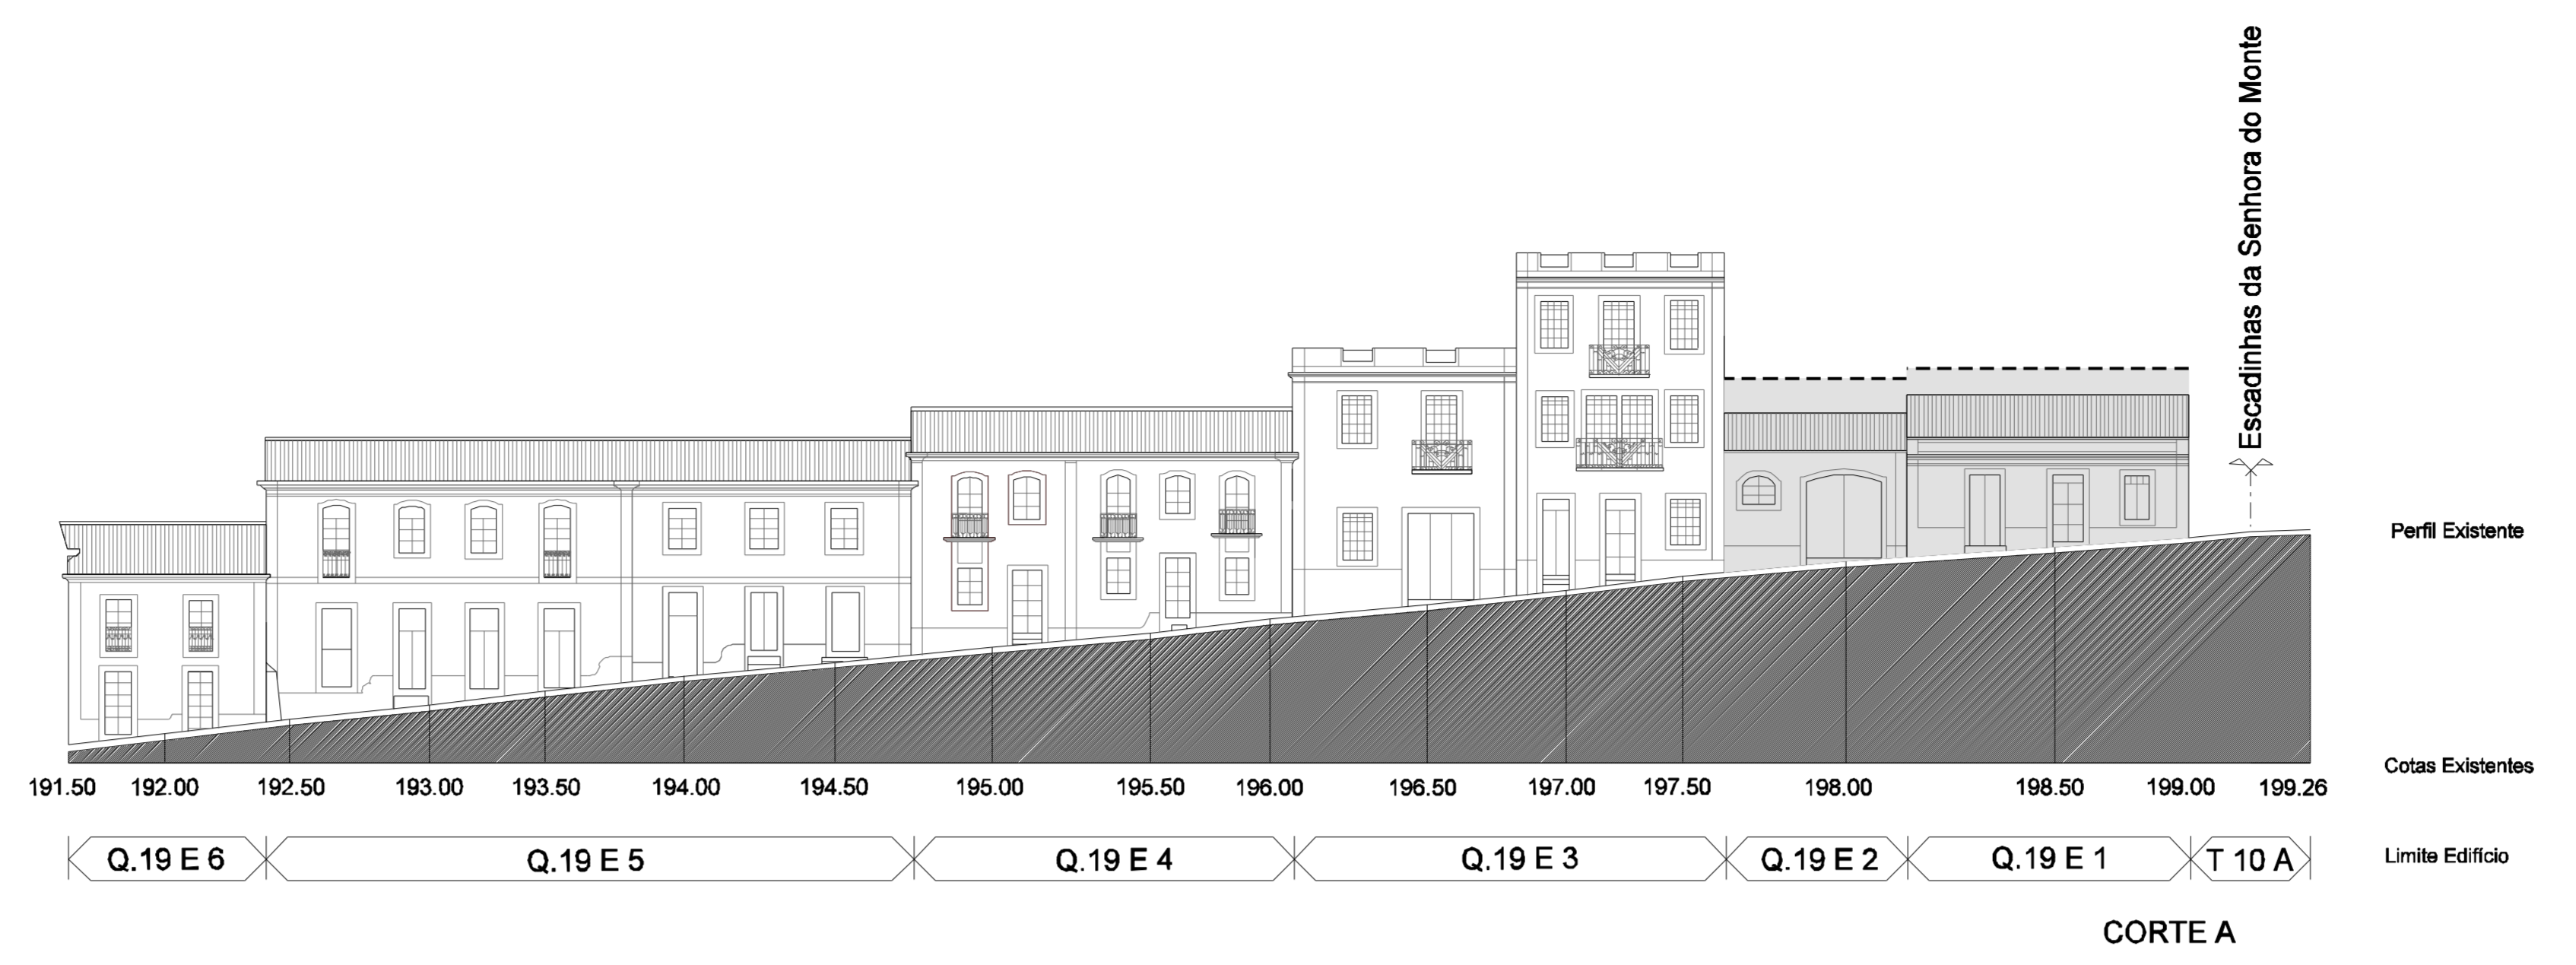 Escadinhas da Senhora do Monte
Perfil Existente
191.50 192.00 192.50 193.00 193.50 194.00 194.50 195.00 195.50 196.00 196.50 197.00 197.50 198.00 198.50 199.00 199.26
Cotas Existentes
Q.19 E 6 Q.19 E 5 Q.19 E 4 Q.19 E 3 Q.19 E 2 Q.19 E 1 T 10 A
Limite Edifício
CORTE A